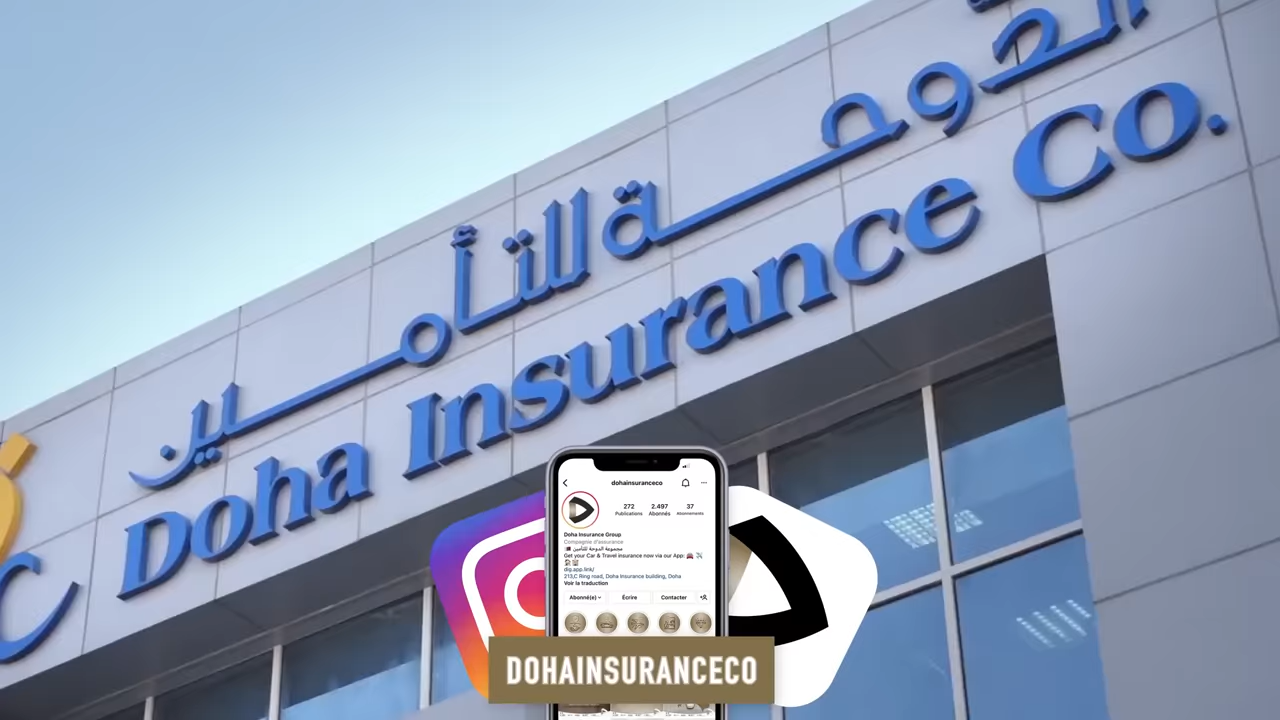 الدوحة للتأمين
Doha Insurance Co.
C
dohainsuranceco
272 2.497 37
Publications Abonnés Abonnements
Doha Insurance Group
Compagnie d'assurance
مجموعة الدوحة للتأمين
Get your Car & Travel insurance now via our App:
dig.app.link/
213,C Ring road, Doha Insurance building, Doha
Voir la traduction
Abonné(e) Écrire Contacter
DOHAINSURANCECO